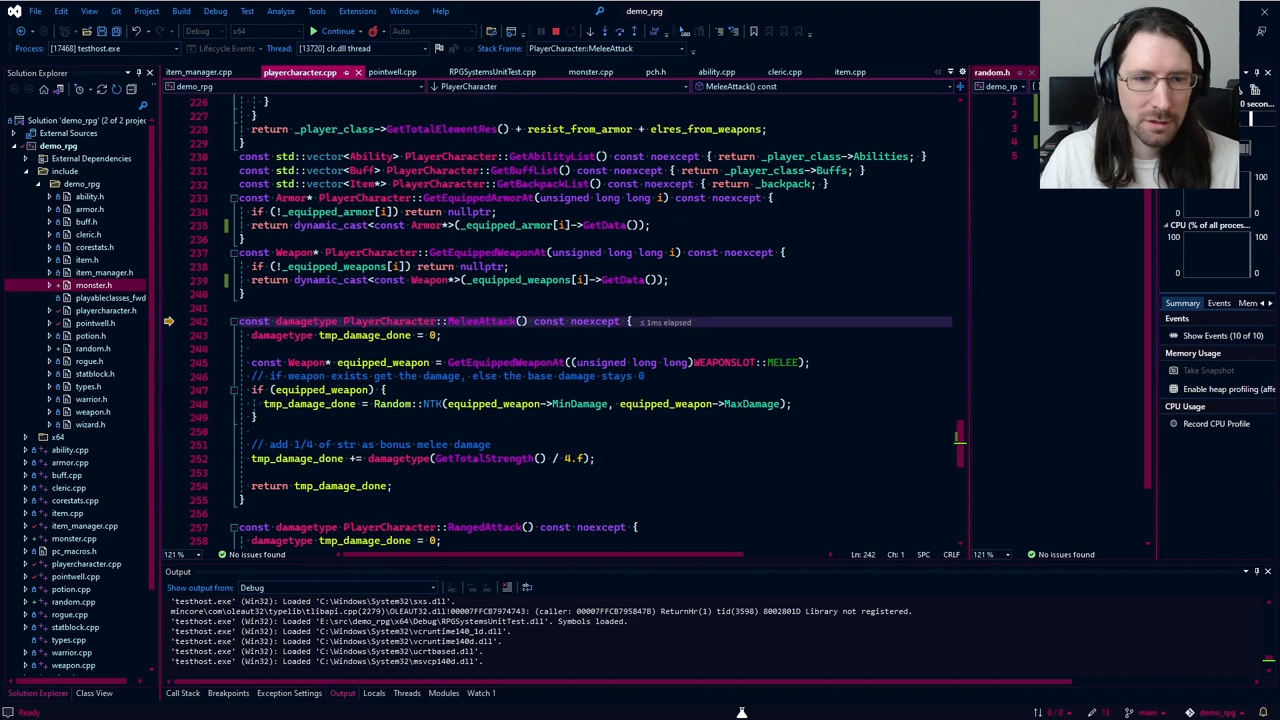 File Edit View Git Project Build Debug Test Analyze Tools Extensions Window Help demo_rpg
Debug x64 Continue Auto
Process: [17468] testhost.exe Lifecycle Events Thread: [13720] clr.dll thread Stack Frame: PlayerCharacter::MeleeAttack
Solution Explorer
Solution 'demo_rpg' (2 of 2 projects)
External Sources
demo_rpg
External Dependencies
include
demo_rpg
ability.h
armor.h
buff.h
cleric.h
corestats.h
item.h
item_manager.h
monster.h
playableclasses_fwd
playercharacter.h
pointwell.h
potion.h
random.h
rogue.h
statblock.h
types.h
warrior.h
weapon.h
wizard.h
x64
ability.cpp
armor.cpp
buff.cpp
cleric.cpp
corestats.cpp
item.cpp
item_manager.cpp
monster.cpp
pc_macros.h
playercharacter.cpp
pointwell.cpp
potion.cpp
random.cpp
rogue.cpp
statblock.cpp
types.cpp
warrior.cpp
weapon.cpp
Solution Explorer Class View
item_manager.cpp playercharacter.cpp pointwell.cpp RPGSystemsUnitTest.cpp monster.cpp pch.h ability.cpp cleric.cpp item.cpp
demo_rpg PlayerCharacter MeleeAttack() const
226 }
227 }
228 return _player_class->GetTotalElementRes() + resist_from_armor + elres_from_weapons;
229 }
230 const std::vector<Ability> PlayerCharacter::GetAbilityList() const noexcept { return _player_class->Abilities; }
231 const std::vector<Buff> PlayerCharacter::GetBuffList() const noexcept { return _player_class->Buffs; }
232 const std::vector<Item*> PlayerCharacter::GetBackpackList() const noexcept { return _backpack; }
233 const Armor* PlayerCharacter::GetEquippedArmorAt(unsigned long long i) const noexcept {
234 if (!_equipped_armor[i]) return nullptr;
235 return dynamic_cast<const Armor*>(_equipped_armor[i]->GetData());
236 }
237 const Weapon* PlayerCharacter::GetEquippedWeaponAt(unsigned long long i) const noexcept {
238 if (!_equipped_weapons[i]) return nullptr;
239 return dynamic_cast<const Weapon*>(_equipped_weapons[i]->GetData());
240 }
241
242 const damagetype PlayerCharacter::MeleeAttack() const noexcept { ≤ 1ms elapsed
243 damagetype tmp_damage_done = 0;
244
245 const Weapon* equipped_weapon = GetEquippedWeaponAt((unsigned long long)WEAPONSLOT::MELEE);
246 // if weapon exists get the damage, else the base damage stays 0
247 if (equipped_weapon) {
248 tmp_damage_done = Random::NTK(equipped_weapon->MinDamage, equipped_weapon->MaxDamage);
249 }
250
251 // add 1/4 of str as bonus melee damage
252 tmp_damage_done += damagetype(GetTotalStrength() / 4.f);
253
254 return tmp_damage_done;
255 }
256
257 const damagetype PlayerCharacter::RangedAttack() const noexcept {
258 damagetype tmp_damage_done = 0;
121 % No issues found Ln: 242 Ch: 1 SPC CRLF
random.h
demo_rp
1
2
3
4
5
121 % No issues found
0 second
100 100
0 0
CPU (% of all proces
100 100
0 0
Summary Events Mem
Events
Show Events (10 of 10)
Memory Usage
Take Snapshot
Enable heap profiling (affe
CPU Usage
Record CPU Profile
Output
Show output from: Debug
'testhost.exe' (Win32): Loaded 'C:\Windows\System32\sxs.dll'.
mincore\com\oleaut32\typelib\tlibapi.cpp(2279)\OLEAUT32.dll!00007FFCB7974743: (caller: 00007FFCB795847B) ReturnHr(1) tid(3598) 8002801D Library not registered.
'testhost.exe' (Win32): Loaded 'E:\src\demo_rpg\x64\Debug\RPGSystemsUnitTest.dll'. Symbols loaded.
'testhost.exe' (Win32): Loaded 'C:\Windows\System32\vcruntime140_1d.dll'.
'testhost.exe' (Win32): Loaded 'C:\Windows\System32\vcruntime140d.dll'.
'testhost.exe' (Win32): Loaded 'C:\Windows\System32\ucrtbased.dll'.
'testhost.exe' (Win32): Loaded 'C:\Windows\System32\msvcp140d.dll'.
Call Stack Breakpoints Exception Settings Output Locals Threads Modules Watch 1
Ready 0 / 0 13 main demo_rpg